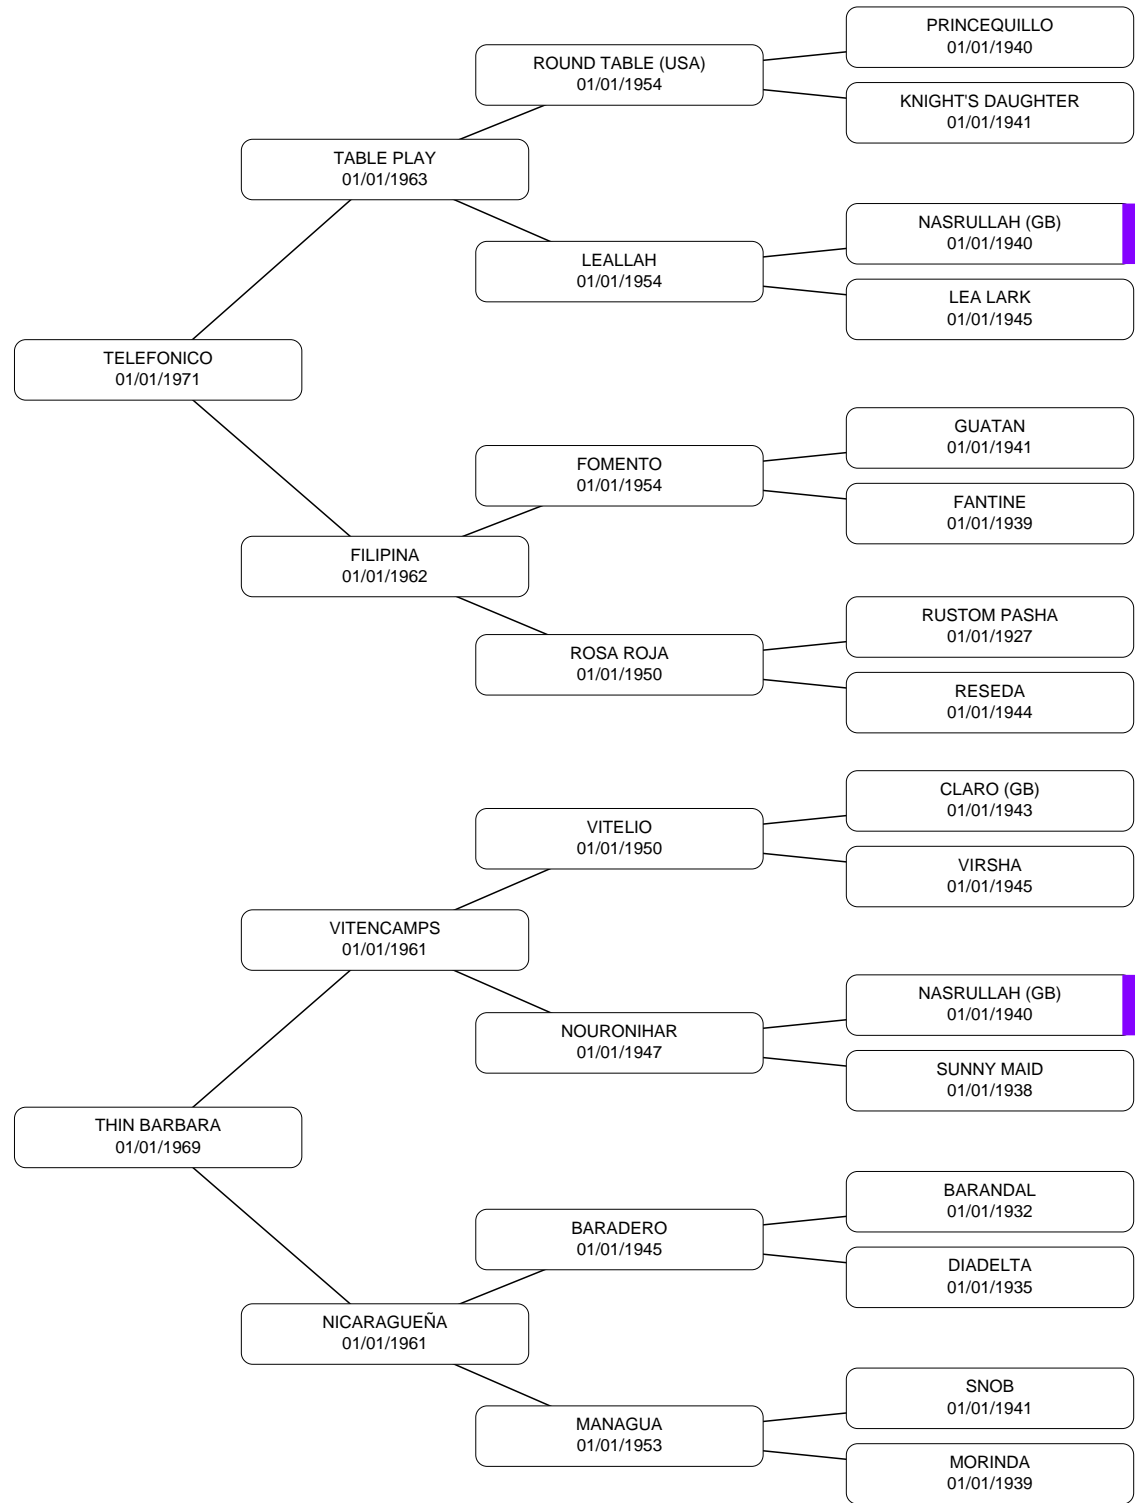 PRINCEQUILLO
01/01/1940
ROUND TABLE (USA)
01/01/1954
KNIGHT'S DAUGHTER
01/01/1941
TABLE PLAY
01/01/1963
NASRULLAH (GB)
01/01/1940
LEALLAH
01/01/1954
LEA LARK
01/01/1945
TELEFONICO
01/01/1971
GUATAN
01/01/1941
FOMENTO
01/01/1954
FANTINE
01/01/1939
FILIPINA
01/01/1962
RUSTOM PASHA
01/01/1927
ROSA ROJA
01/01/1950
RESEDA
01/01/1944
CLARO (GB)
01/01/1943
VITELIO
01/01/1950
VIRSHA
01/01/1945
VITENCAMPS
01/01/1961
NASRULLAH (GB)
01/01/1940
NOURONIHAR
01/01/1947
SUNNY MAID
01/01/1938
THIN BARBARA
01/01/1969
BARANDAL
01/01/1932
BARADERO
01/01/1945
DIADELTA
01/01/1935
NICARAGUEÑA
01/01/1961
SNOB
01/01/1941
MANAGUA
01/01/1953
MORINDA
01/01/1939